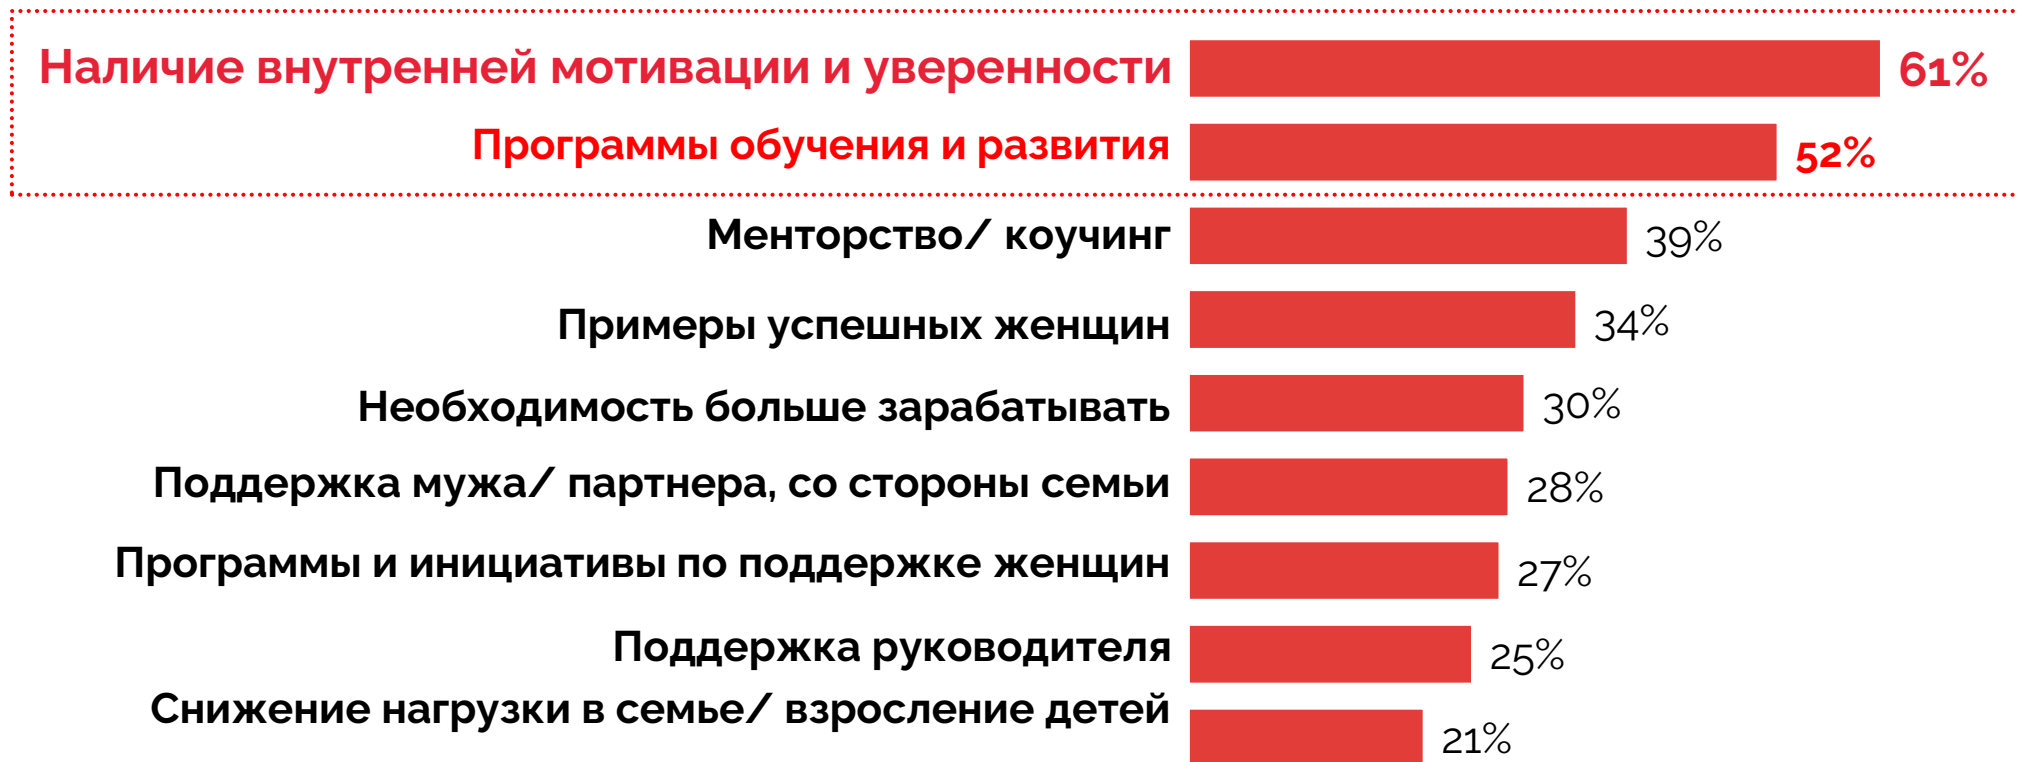 Наличие внутренней мотивации и уверенности 61%
Программы обучения и развития 52%
Менторство/ коучинг 39%
Примеры успешных женщин 34%
Необходимость больше зарабатывать 30%
Поддержка мужа/ партнера, со стороны семьи 28%
Программы и инициативы по поддержке женщин 27%
Поддержка руководителя 25%
Снижение нагрузки в семье/ взросление детей 21%